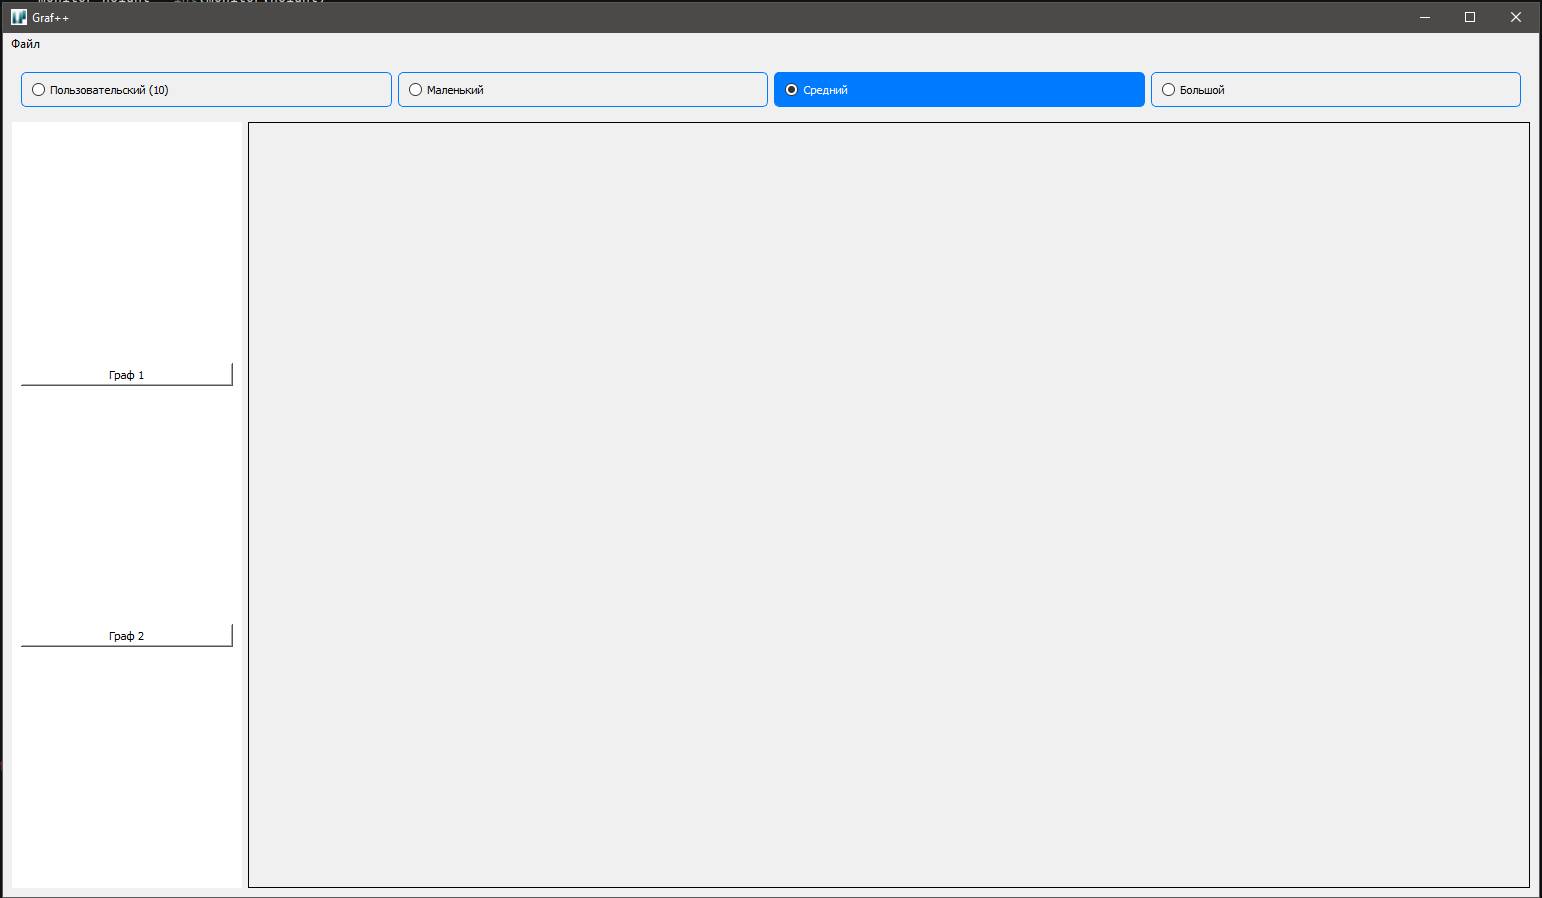 Graf++
Файл
Пользовательский (10)
Маленький
Средний
Большой
Граф 1
Граф 2